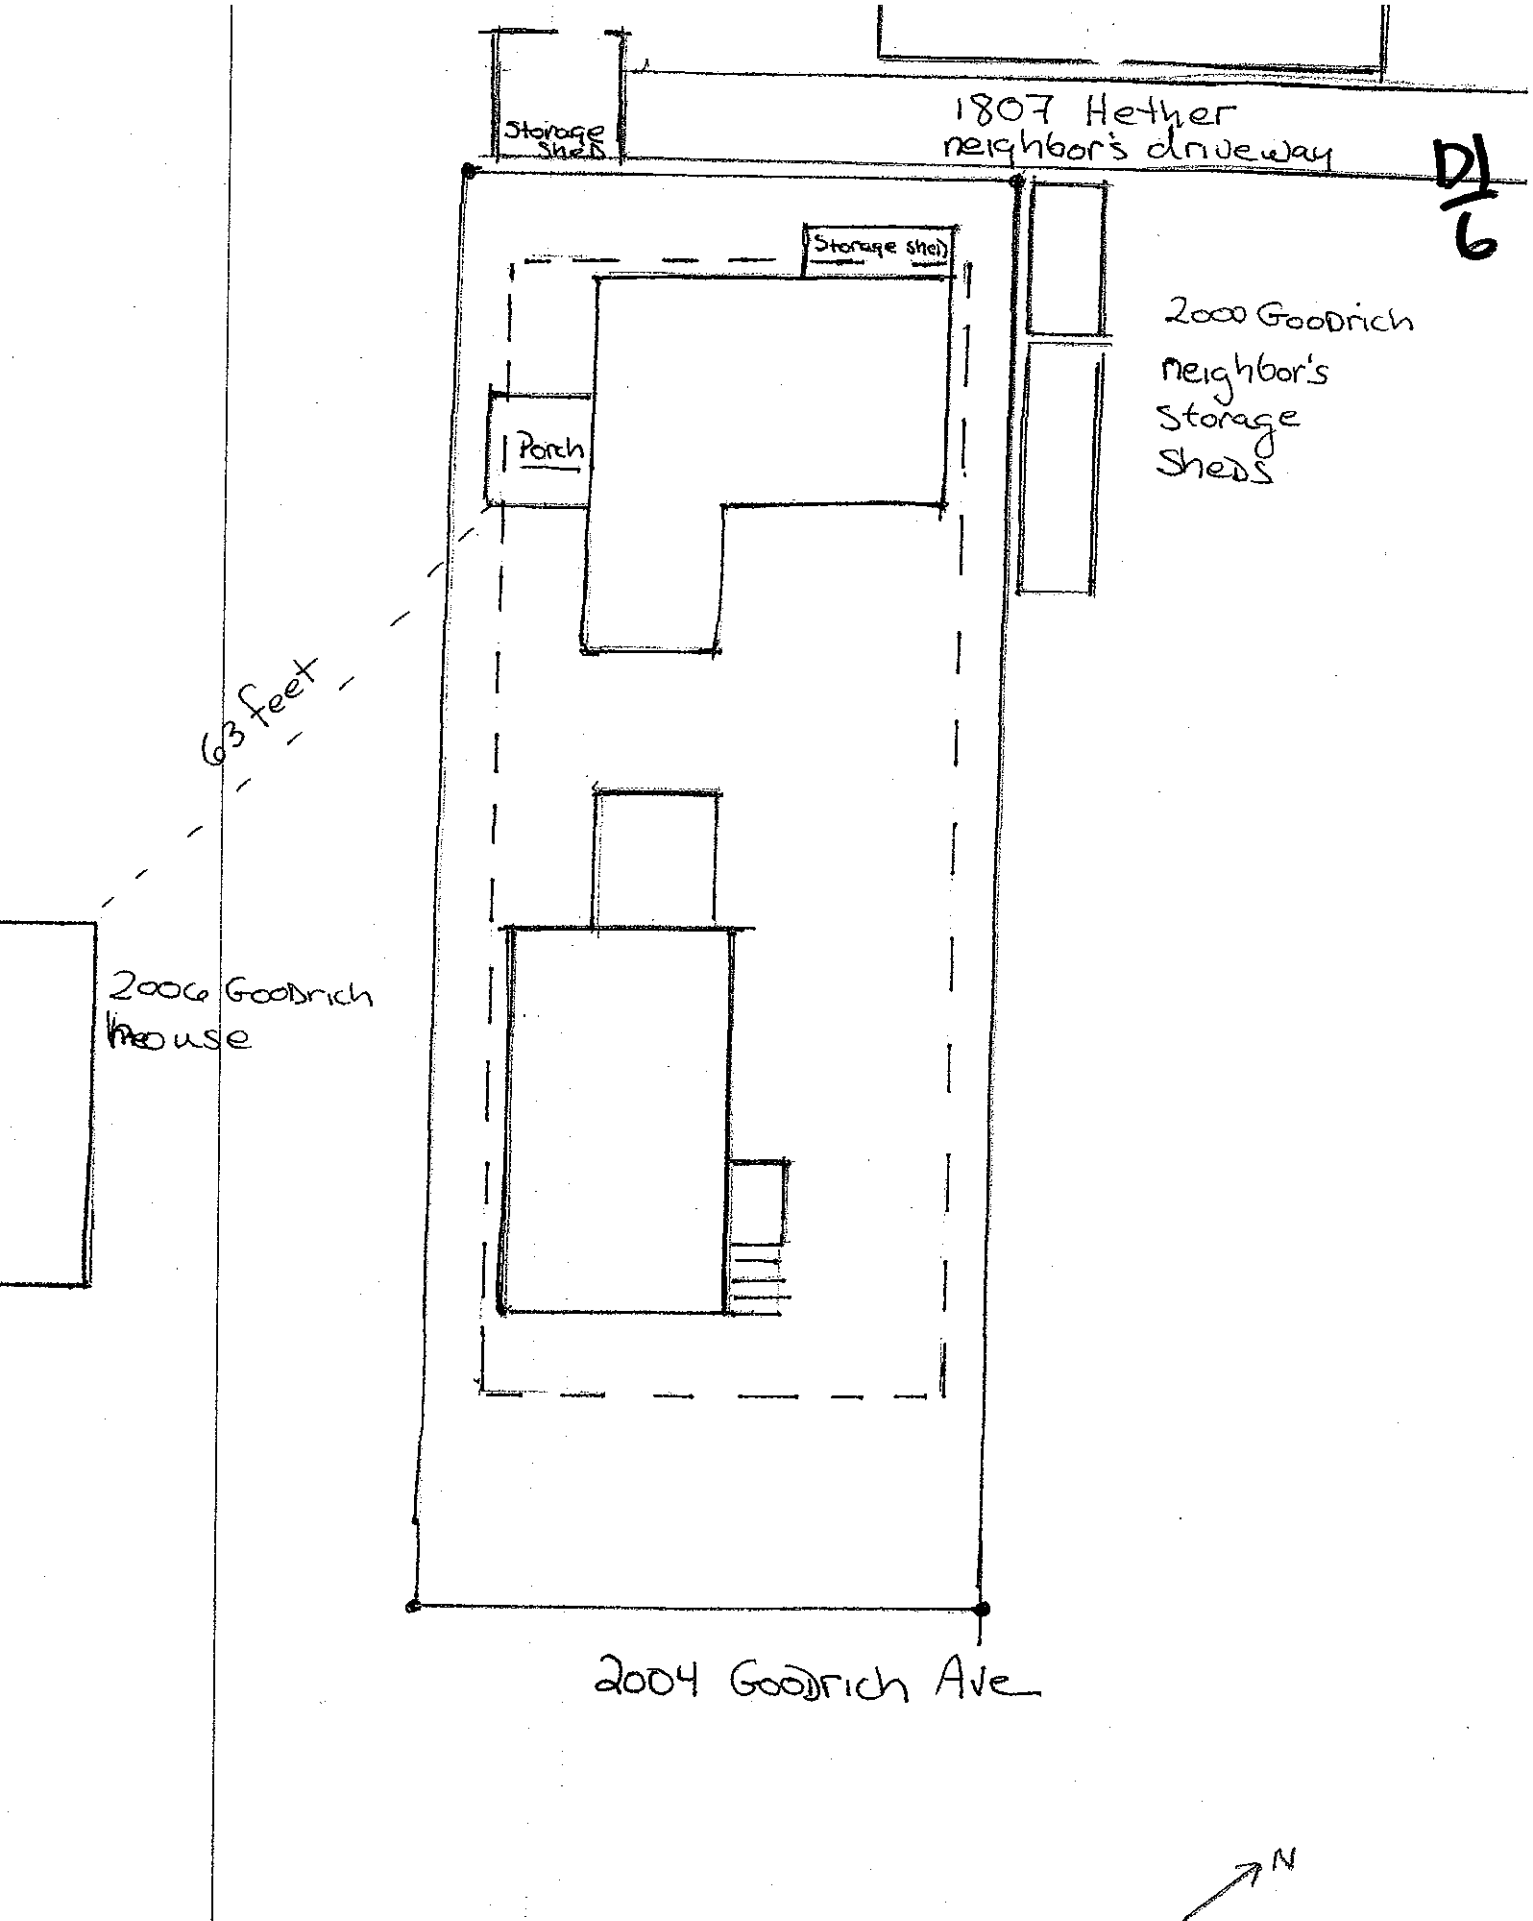 1807 Hether
neighbor's driveway
Storage
Shed
D1
6
Storage shed
2000 Goodrich
neighbor's
Storage
Sheds
Porch
63 feet
2006 Goodrich
house
2004 Goodrich Ave
N